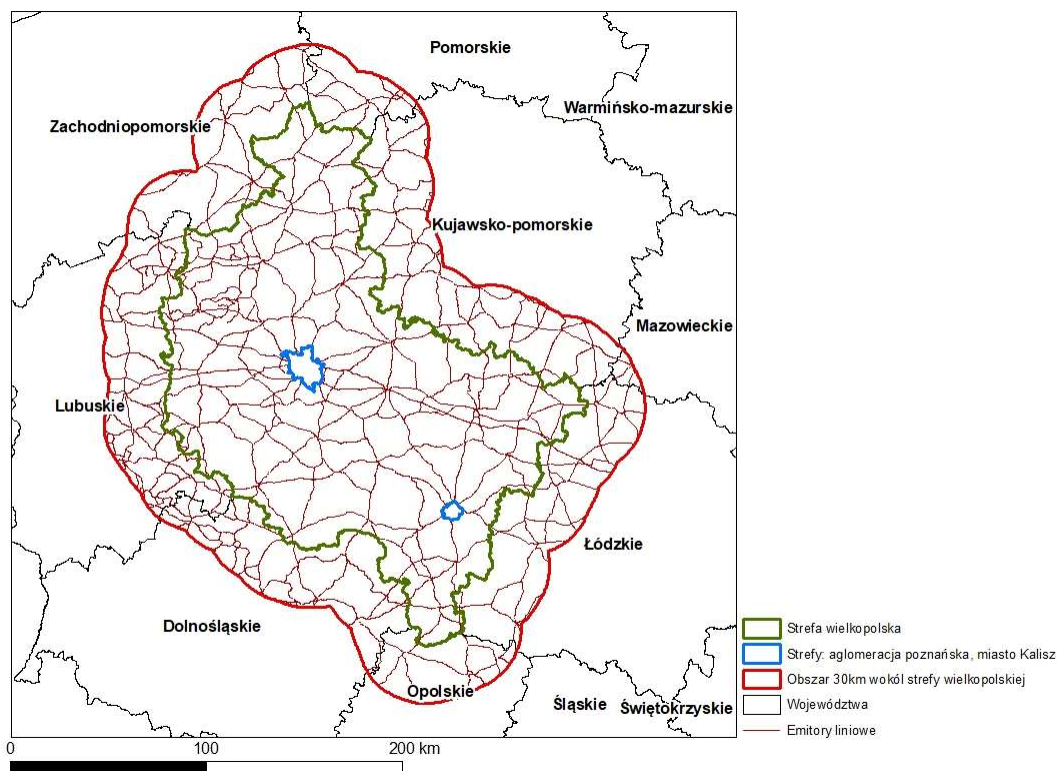 Pomorskie
Warmińsko-mazurskie
Zachodniopomorskie
Kujawsko-pomorskie
Mazowieckie
Lubuskie
Łódzkie
Dolnośląskie
Opolskie
Śląskie
Świętokrzyskie
Strefa wielkopolska
Strefy: aglomeracja poznańska, miasto Kalisz
Obszar 30km wokól strefy wielkopolskiej
Województwa
Emitory liniowe
0 100 200 km